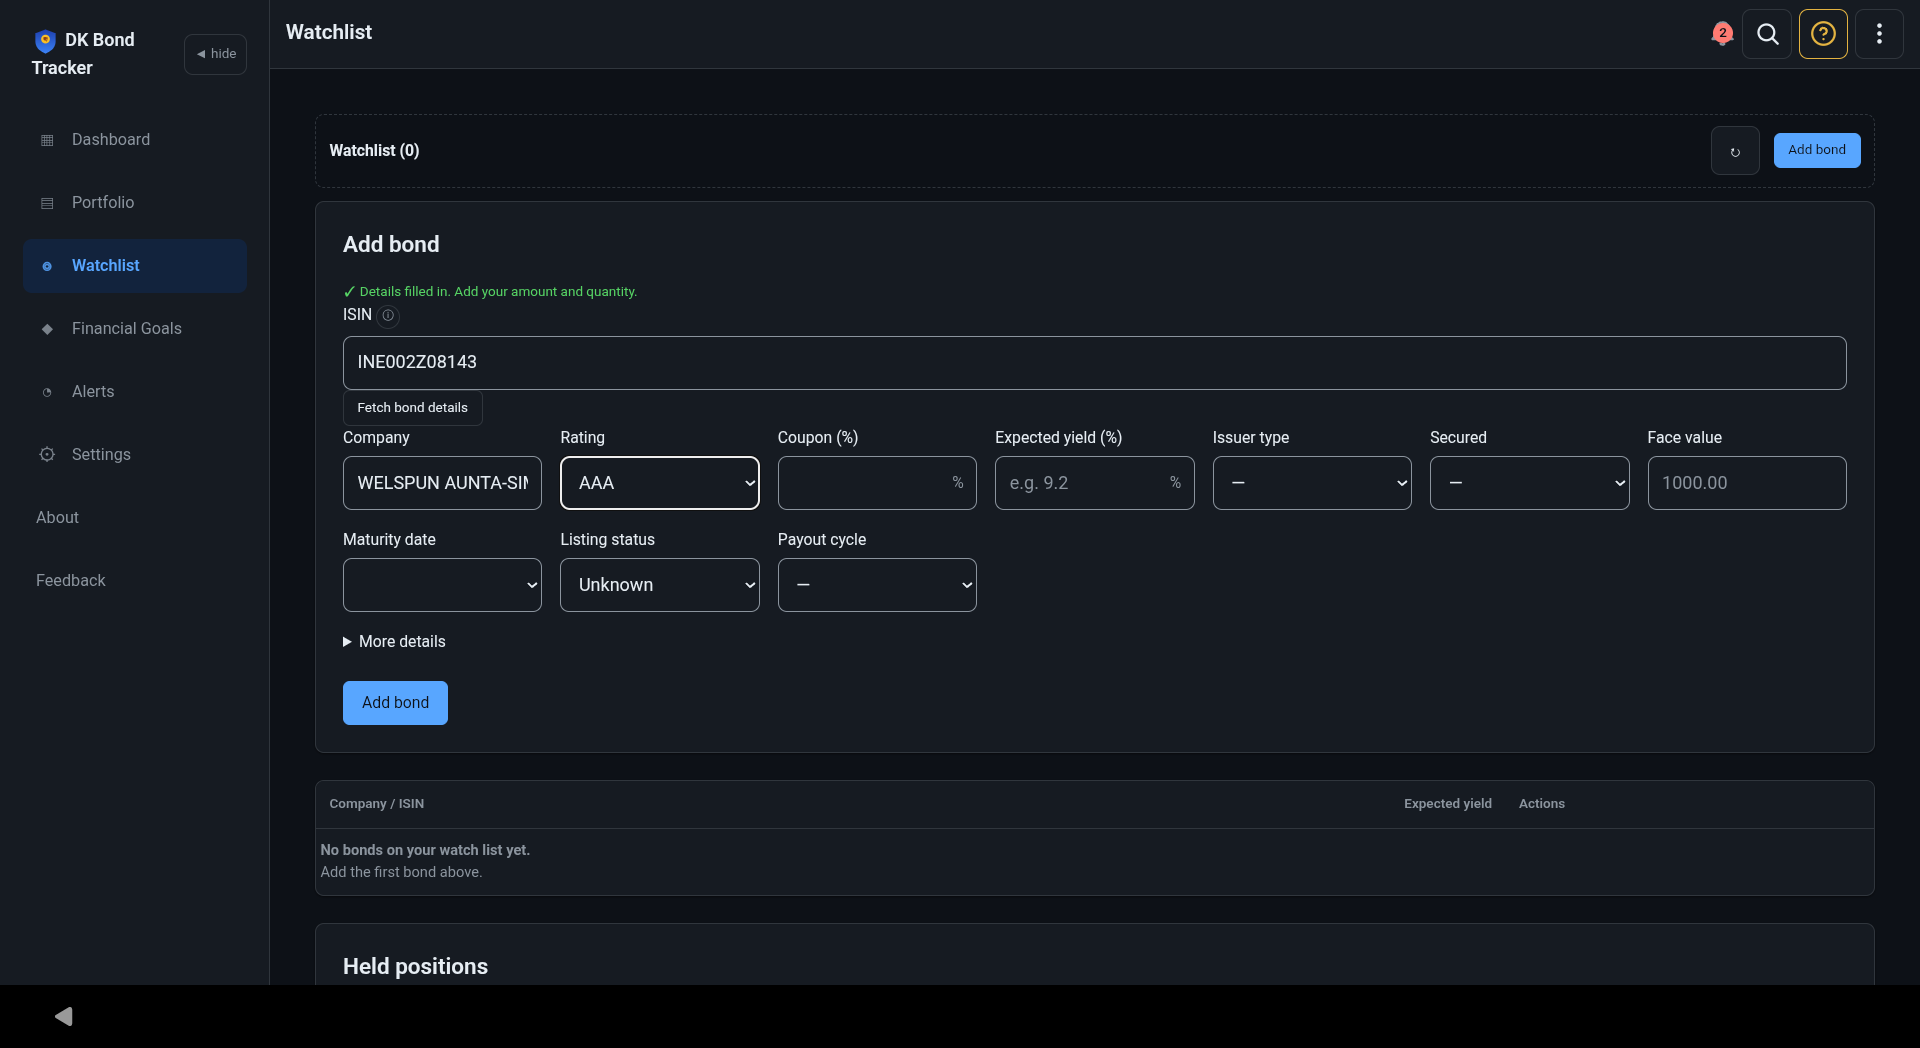 DK Bond
Tracker
◄ hide
Dashboard
Portfolio
Watchlist
Financial Goals
Alerts
Settings
About
Feedback
Watchlist
2
Watchlist (0)
Add bond
Add bond
✓ Details filled in. Add your amount and quantity.
ISIN
INE002Z08143
Fetch bond details
Company
Rating
Coupon (%)
Expected yield (%)
Issuer type
Secured
Face value
WELSPUN AUNTA-SIM
AAA
%
e.g. 9.2
%
—
—
1000.00
Maturity date
Listing status
Payout cycle
Unknown
—
More details
Add bond
Company / ISIN
Expected yield
Actions
No bonds on your watch list yet.
Add the first bond above.
Held positions